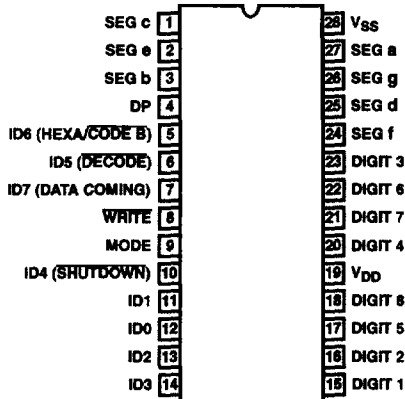 SEG c 1
SEG e 2
SEG b 3
DP 4
ID6 (HEXA/CODE B) 5
ID5 (DECODE) 6
ID7 (DATA COMING) 7
WRITE 8
MODE 9
ID4 (SHUTDOWN) 10
ID1 11
ID0 12
ID2 13
ID3 14
28 VSS
27 SEG a
26 SEG g
25 SEG d
24 SEG f
23 DIGIT 3
22 DIGIT 6
21 DIGIT 7
20 DIGIT 4
19 VDD
18 DIGIT 8
17 DIGIT 5
16 DIGIT 2
15 DIGIT 1